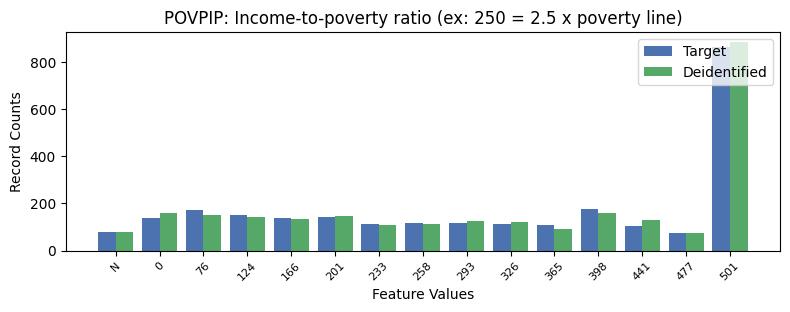 POVPIP: Income-to-poverty ratio (ex: 250 = 2.5 x poverty line)
Target
Deidentified
Record Counts
800
600
400
200
0
N 0 76 124 166 201 233 258 293 326 365 398 441 477 501
Feature Values